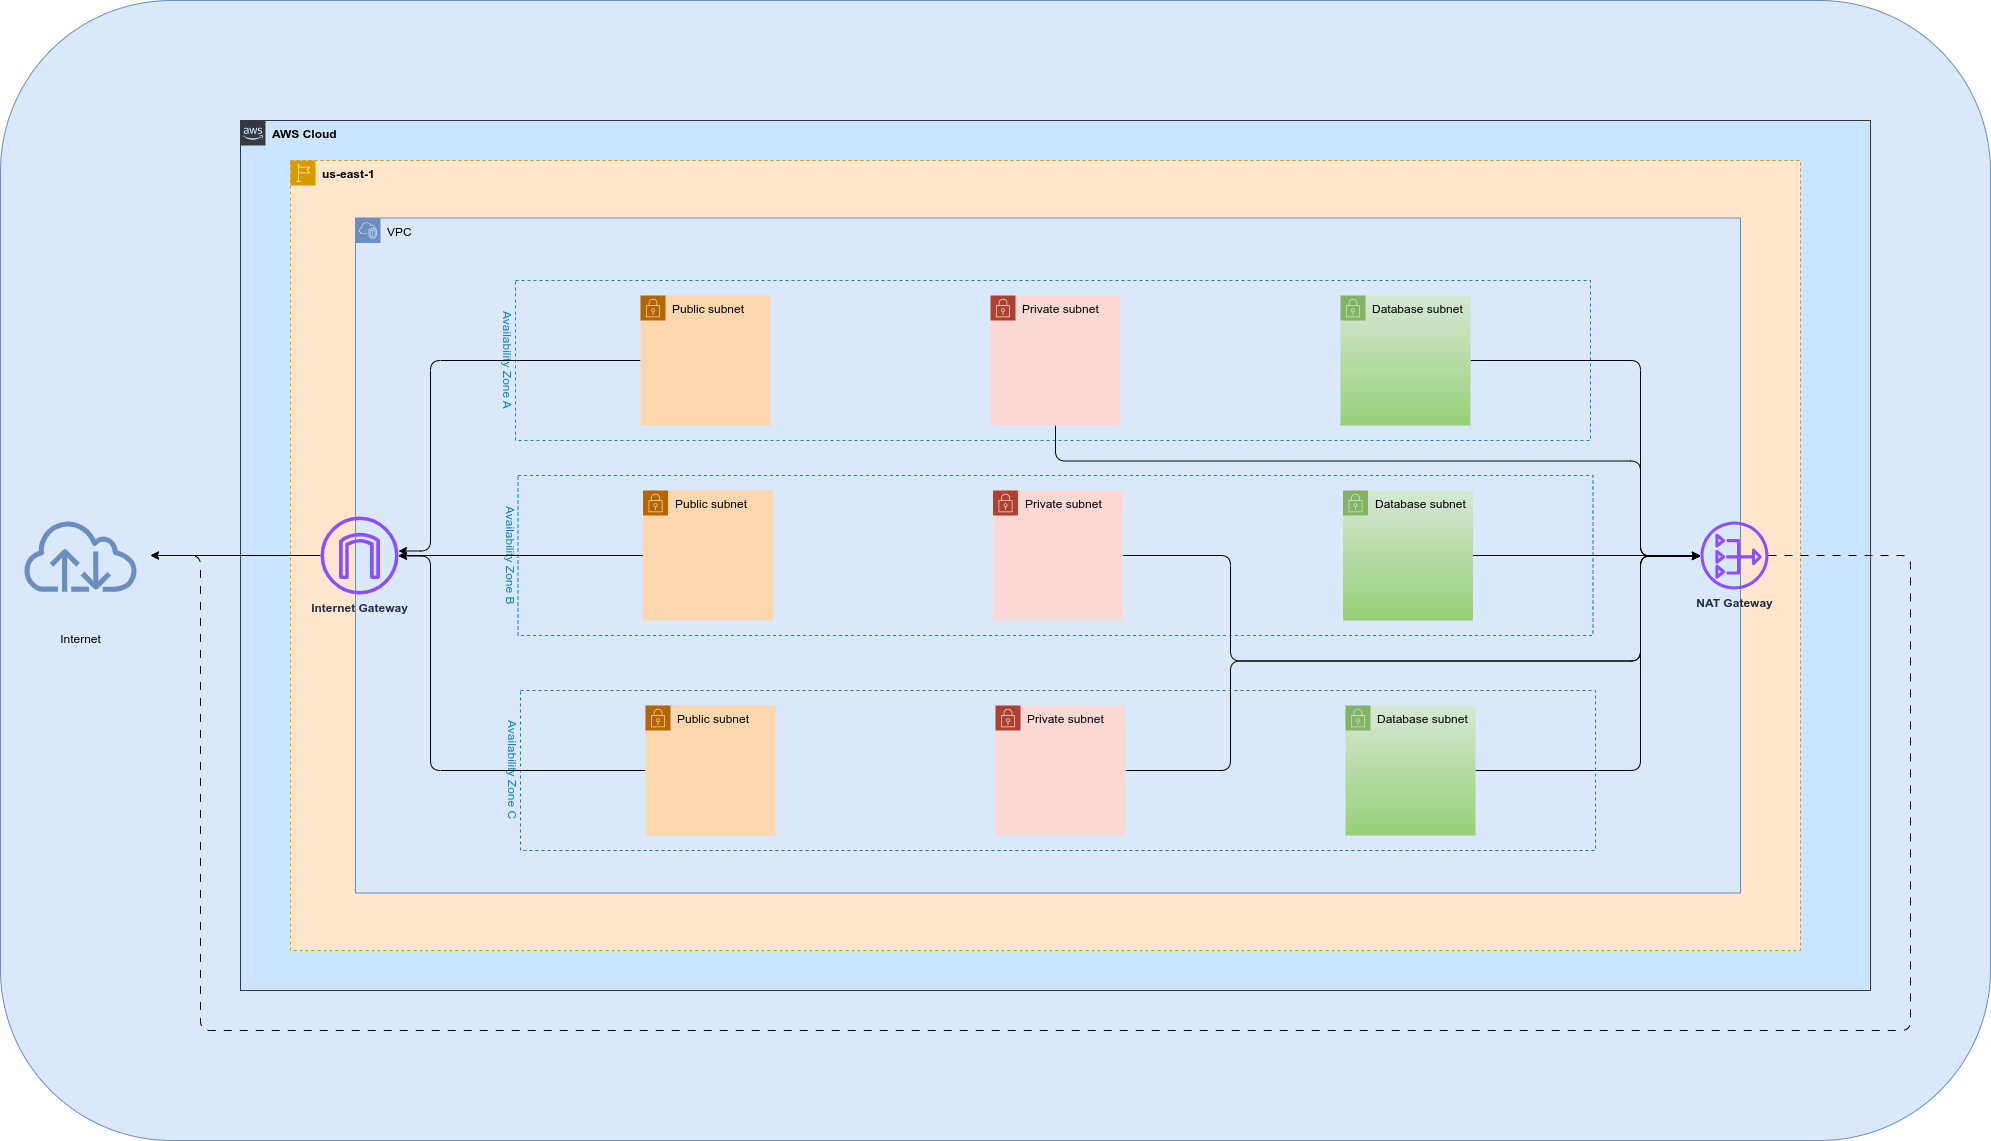 aws
AWS Cloud
us-east-1
VPC
Availability Zone A
Public subnet
Private subnet
Database subnet
Availability Zone B
Public subnet
Private subnet
Database subnet
Internet Gateway
NAT Gateway
Internet
Availability Zone C
Public subnet
Private subnet
Database subnet